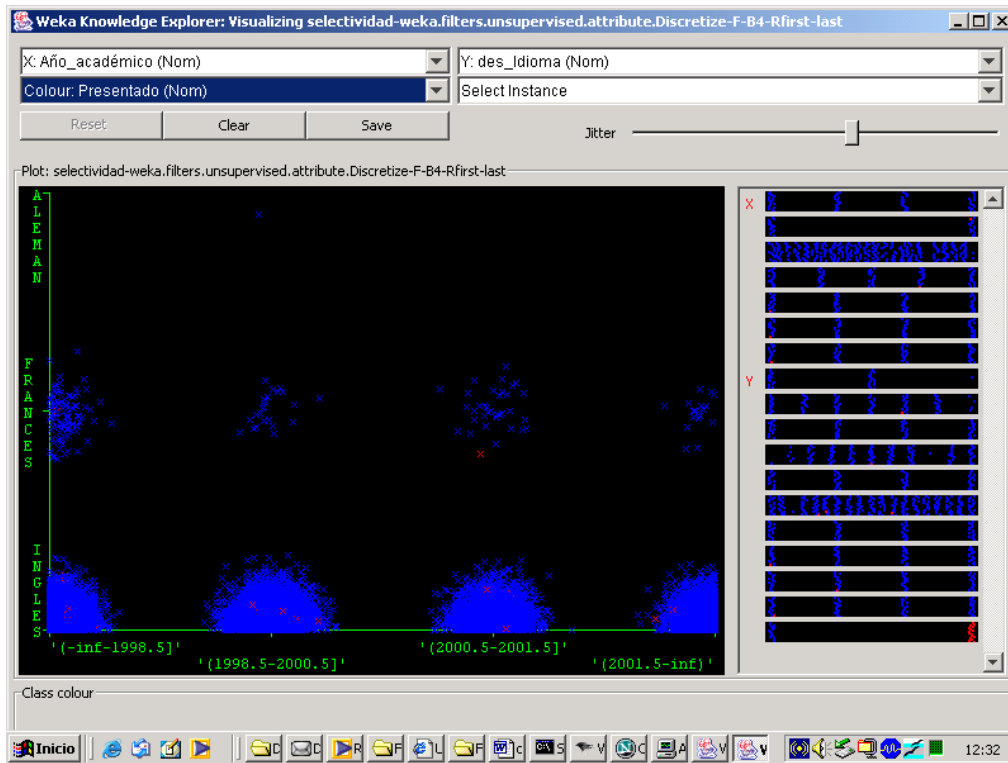 Weka Knowledge Explorer: Visualizing selectividad-weka.filters.unsupervised.attribute.Discretize-F-B4-Rfirst-last
X: Año_académico (Nom)
Y: des_Idioma (Nom)
Colour: Presentado (Nom)
Select Instance
Reset
Clear
Save
Jitter
Plot: selectividad-weka.filters.unsupervised.attribute.Discretize-F-B4-Rfirst-last
ALEMAN
FRANCES
INGLES
'(-inf-1998.5]'
'(1998.5-2000.5]'
'(2000.5-2001.5]'
'(2001.5-inf)'
X
Y
Class colour
Inicio
D
D
R
F
L
F
c
S
V
C
A
V
V
12:32